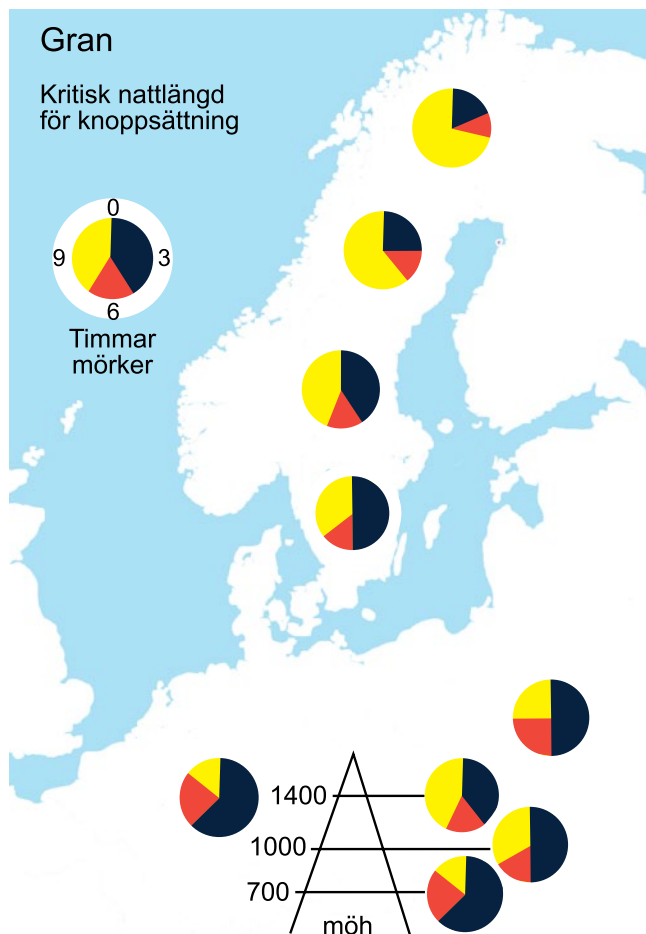 Gran
Kritisk nattlängd
för knoppsättning
0
9
3
6
Timmar
mörker
1400
1000
700
möh